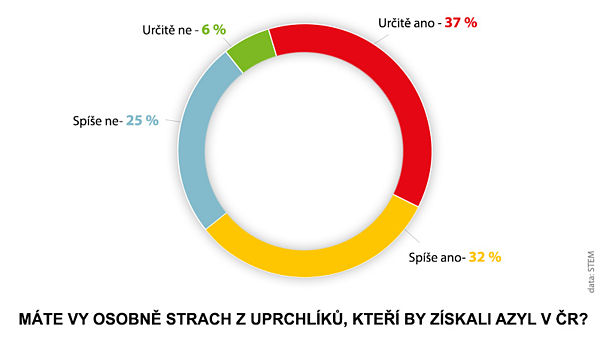 Určitě ne - 6 %
Určitě ano - 37 %
Spíše ne- 25 %
Spíše ano- 32 %
data: STEM
MÁTE VY OSOBNĚ STRACH Z UPRCHLÍKŮ, KTEŘÍ BY ZÍSKALI AZYL V ČR?